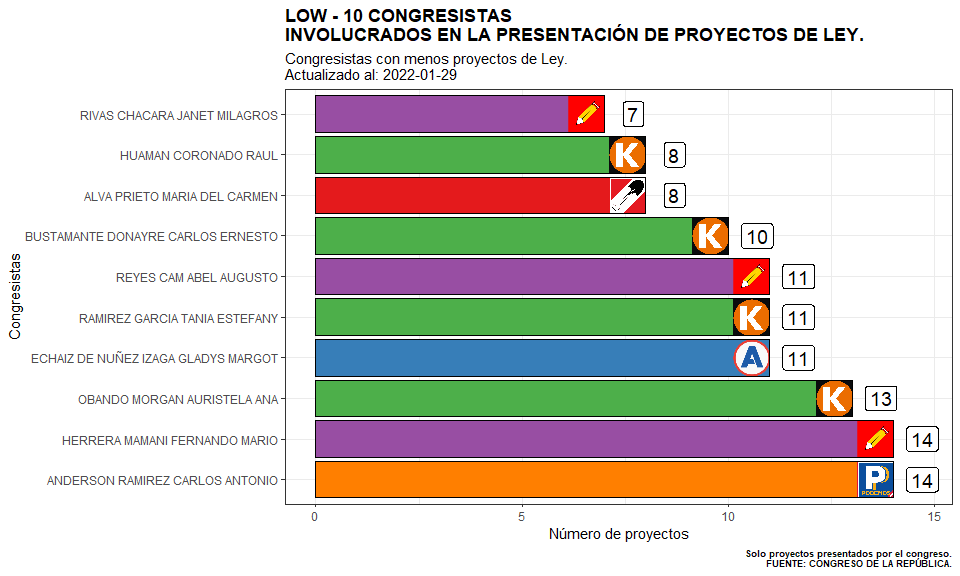 LOW - 10 CONGRESISTAS
INVOLUCRADOS EN LA PRESENTACIÓN DE PROYECTOS DE LEY.
Congresistas con menos proyectos de Ley.
Actualizado al: 2022-01-29
Congresistas
RIVAS CHACARA JANET MILAGROS
7
HUAMAN CORONADO RAUL
K
8
ALVA PRIETO MARIA DEL CARMEN
8
BUSTAMANTE DONAYRE CARLOS ERNESTO
K
10
REYES CAM ABEL AUGUSTO
11
RAMIREZ GARCIA TANIA ESTEFANY
K
11
ECHAIZ DE NUÑEZ IZAGA GLADYS MARGOT
A
11
OBANDO MORGAN AURISTELA ANA
K
13
HERRERA MAMANI FERNANDO MARIO
14
ANDERSON RAMIREZ CARLOS ANTONIO
P
PODEMOS
14
0 5 10 15
Número de proyectos
Solo proyectos presentados por el congreso.
FUENTE: CONGRESO DE LA REPÚBLICA.